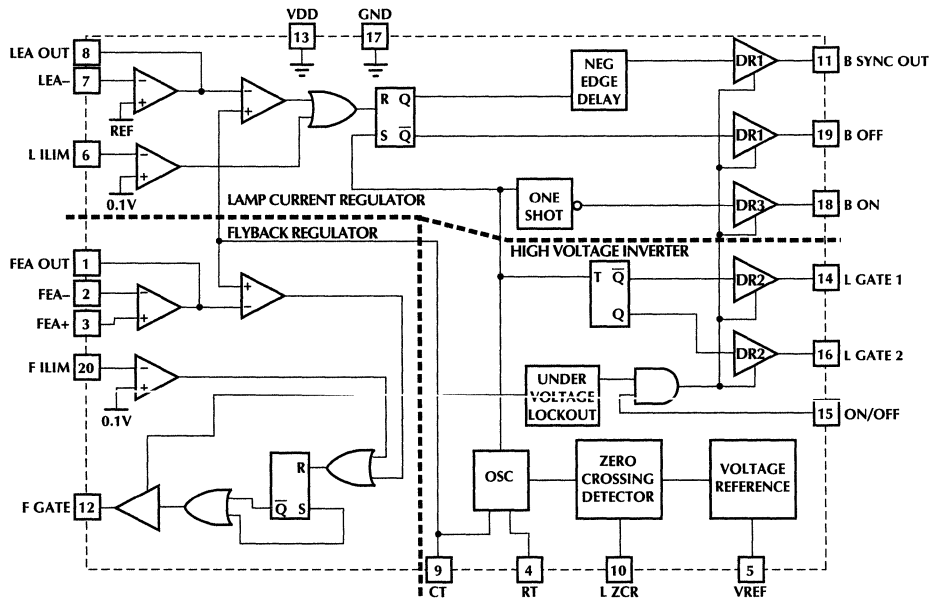 VDD
GND
13
17
LEA OUT 8
LEA– 7
REF
L ILIM 6
0.1V
– +
– +
– +
R Q
S Q̅
NEG
EDGE
DELAY
DR1
11 B SYNC OUT
DR1
19 B OFF
ONE
SHOT
DR3
18 B ON
LAMP CURRENT REGULATOR
FLYBACK REGULATOR
HIGH VOLTAGE INVERTER
FEA OUT 1
FEA– 2
FEA+ 3
F ILIM 20
0.1V
+ –
– +
– +
T Q̅
Q
DR2
14 L GATE 1
DR2
16 L GATE 2
UNDER
VOLTAGE
LOCKOUT
15 ON/OFF
R
Q̅ S
F GATE 12
OSC
ZERO
CROSSING
DETECTOR
VOLTAGE
REFERENCE
9
4
10
5
CT
RT
L ZCR
VREF